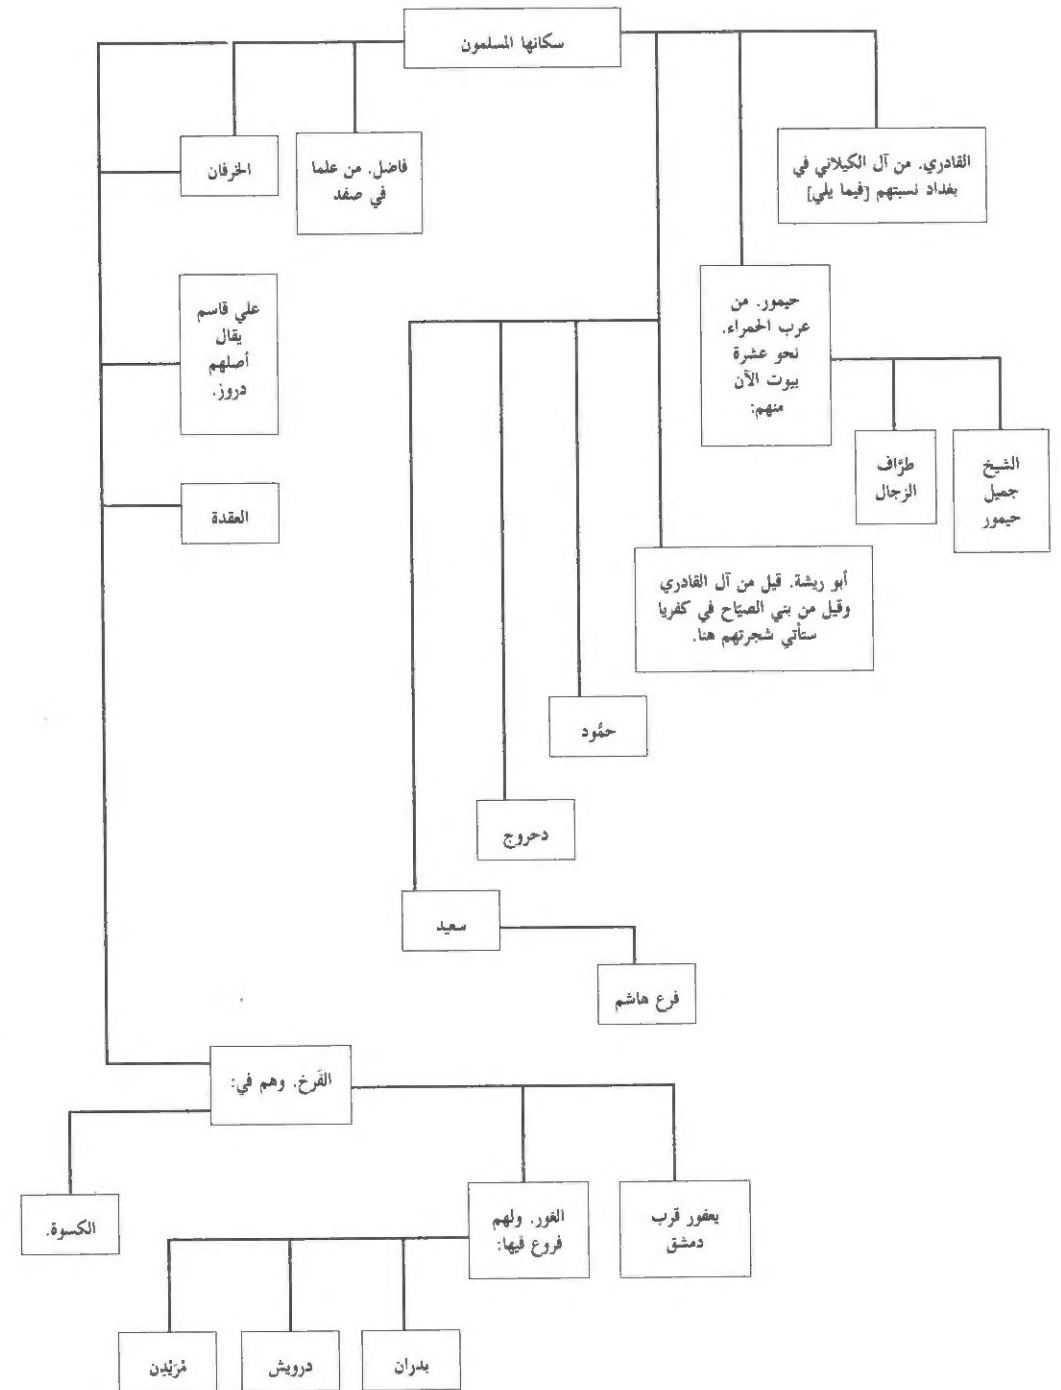 سكانها المسلمون
القادري. من آل الكيلاني في
بغداد نسبتهم [فيما يلي]
فاضل. من علما
في صفد
الخرفان
حيمور. من
عرب الحمراء.
نحو عشرة
بيوت الآن
منهم:
علي قاسم
يقال
أصلهم
دروز.
الشيخ
جميل
حيمور
طرّاف
الزجال
العقدة
أبو ريشة. قيل من آل القادري
وقيل من بني الصيّاح في كفريا
ستأتي شجرتهم هنا.
حمُّود
دحروج
سعيد
فرع هاشم
الفَرخ. وهم في:
يعفور قرب
دمشق
الغور. ولهم
فروع فيها:
الكسوة.
بدران
درويش
مُرَيْدِن